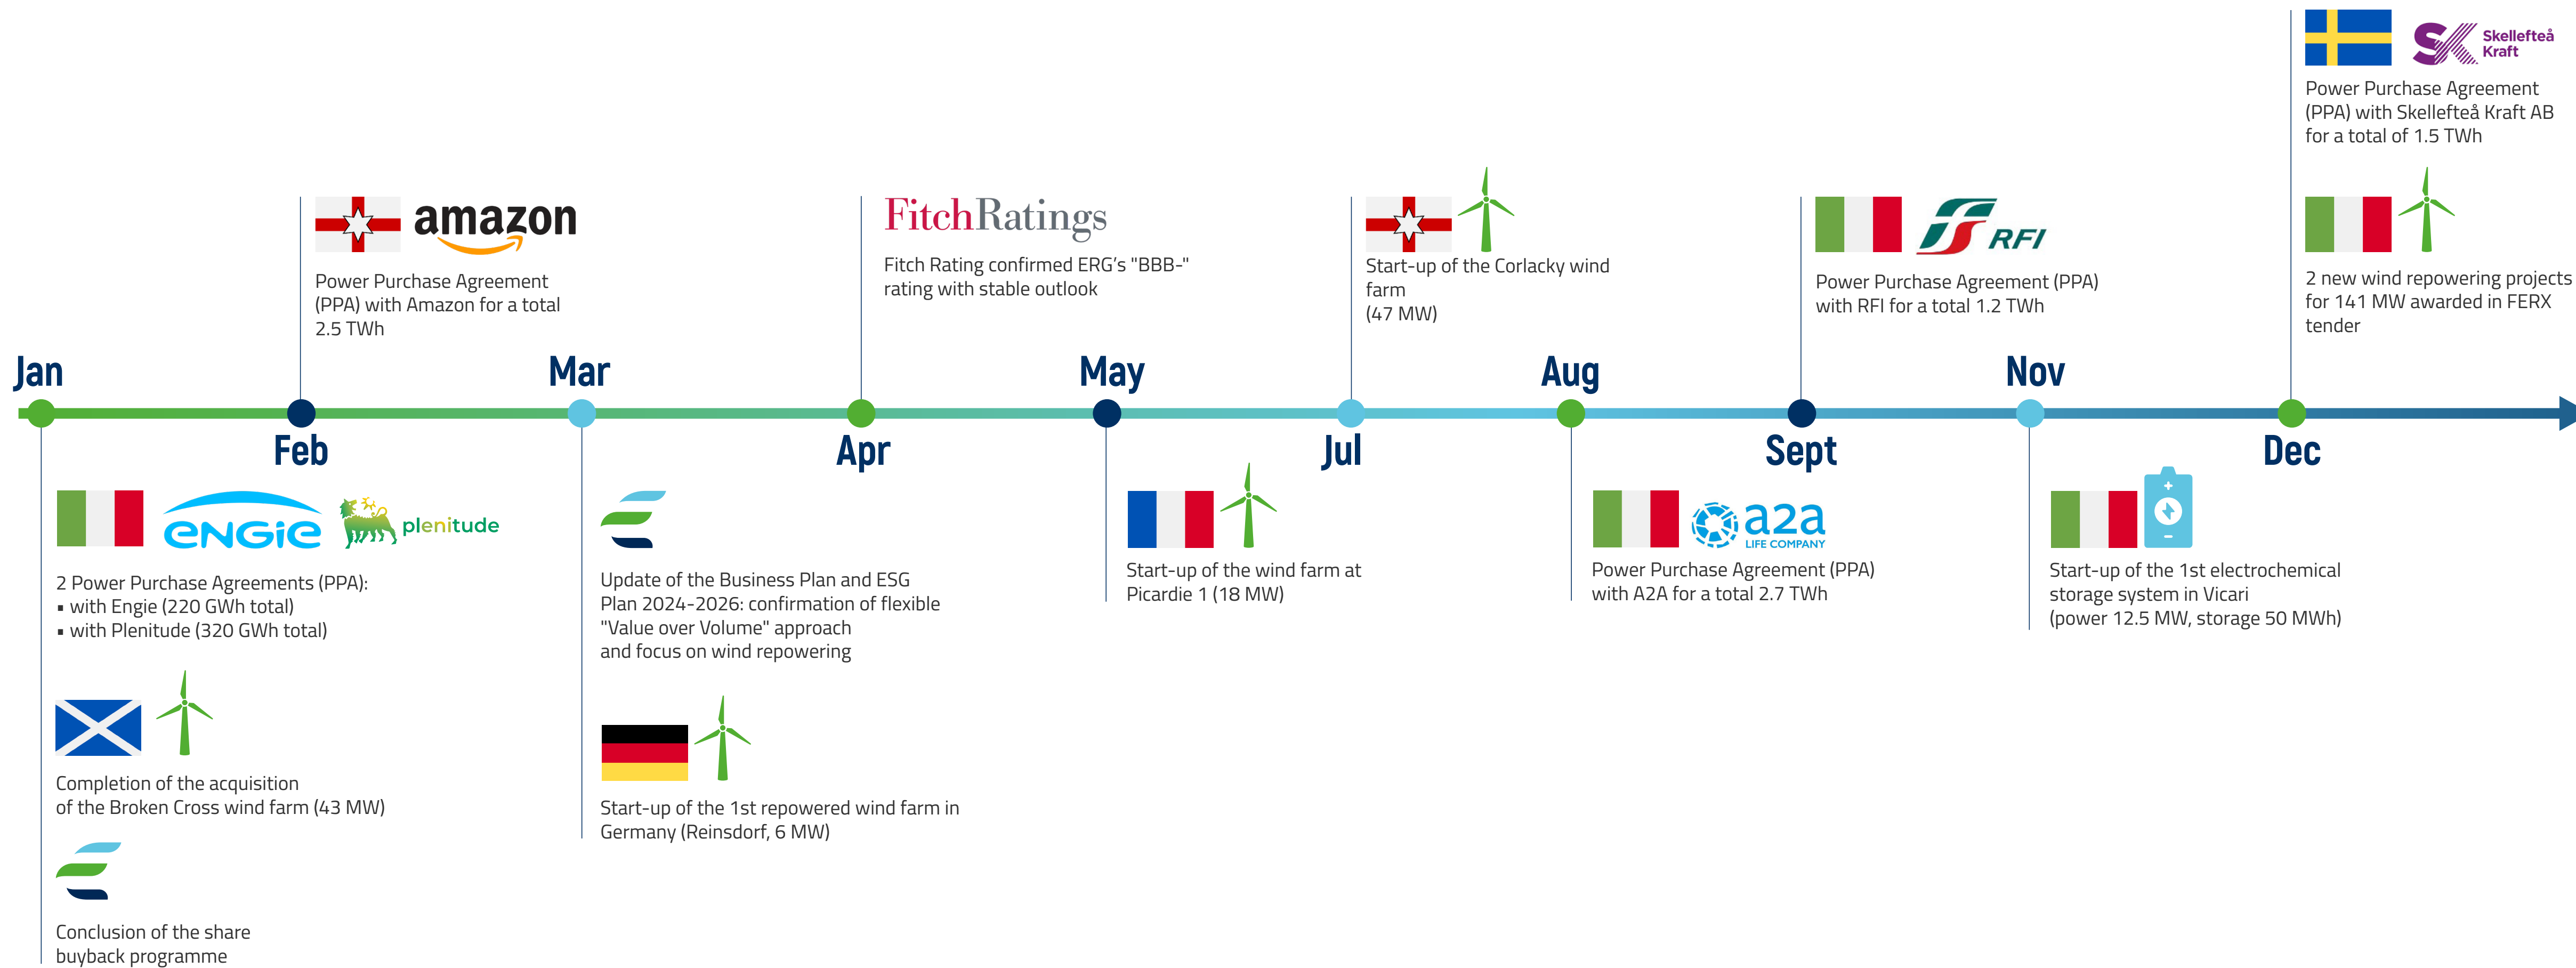 Jan
ENGIE
plenitude
2 Power Purchase Agreements (PPA):
▪ with Engie (220 GWh total)
▪ with Plenitude (320 GWh total)
Completion of the acquisition
of the Broken Cross wind farm (43 MW)
Conclusion of the share
buyback programme
Feb
amazon
Power Purchase Agreement
(PPA) with Amazon for a total
2.5 TWh
Mar
Update of the Business Plan and ESG
Plan 2024-2026: confirmation of flexible
"Value over Volume" approach
and focus on wind repowering
Start-up of the 1st repowered wind farm in
Germany (Reinsdorf, 6 MW)
Apr
FitchRatings
Fitch Rating confirmed ERG’s "BBB-"
rating with stable outlook
May
Start-up of the wind farm at
Picardie 1 (18 MW)
Jul
Start-up of the Corlacky wind
farm
(47 MW)
Aug
a2a
LIFE COMPANY
Power Purchase Agreement (PPA)
with A2A for a total 2.7 TWh
Sept
RFI
Power Purchase Agreement (PPA)
with RFI for a total 1.2 TWh
Nov
Start-up of the 1st electrochemical
storage system in Vicari
(power 12.5 MW, storage 50 MWh)
Dec
SK Skellefteå
Kraft
Power Purchase Agreement
(PPA) with Skellefteå Kraft AB
for a total of 1.5 TWh
2 new wind repowering projects
for 141 MW awarded in FERX
tender